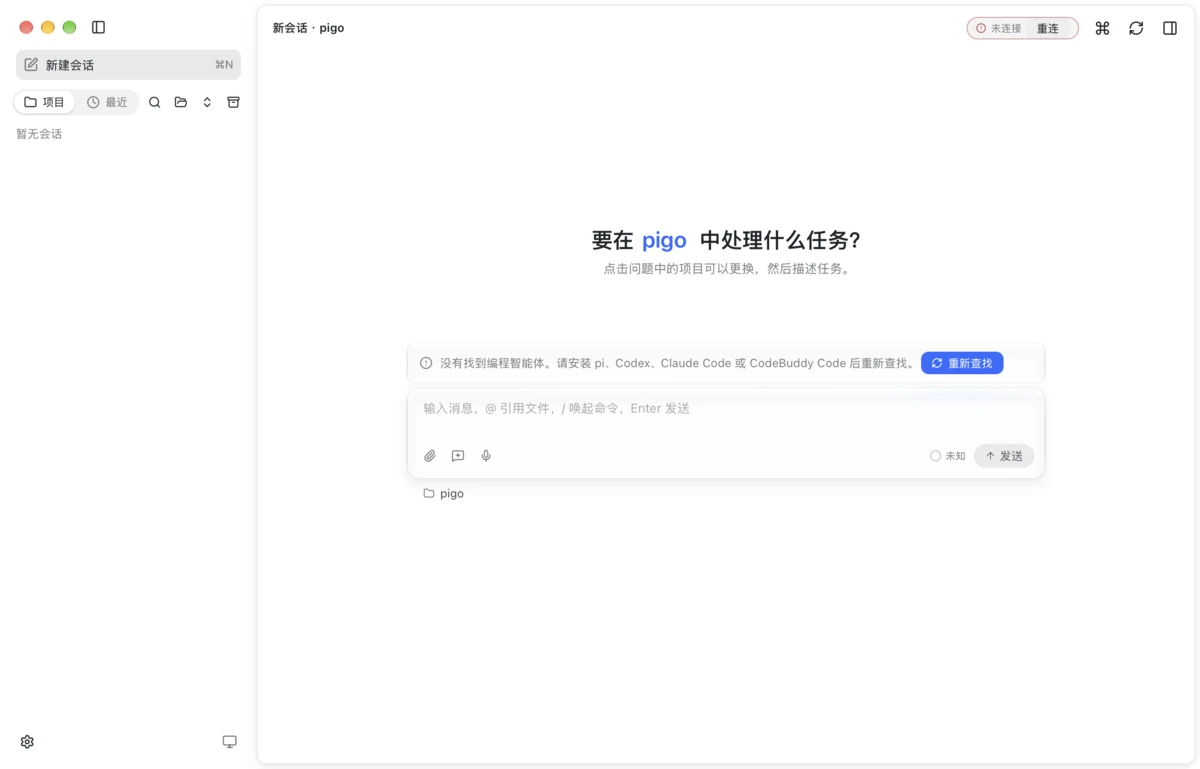 新建会话 ⌘N
项目 最近
暂无会话
新会话 · pigo
未连接 重连
要在 pigo 中处理什么任务?
点击问题中的项目可以更换，然后描述任务。
没有找到编程智能体。请安装 pi、Codex、Claude Code 或 CodeBuddy Code 后重新查找。 重新查找
输入消息，@ 引用文件，/ 唤起命令，Enter 发送
未知 发送
pigo